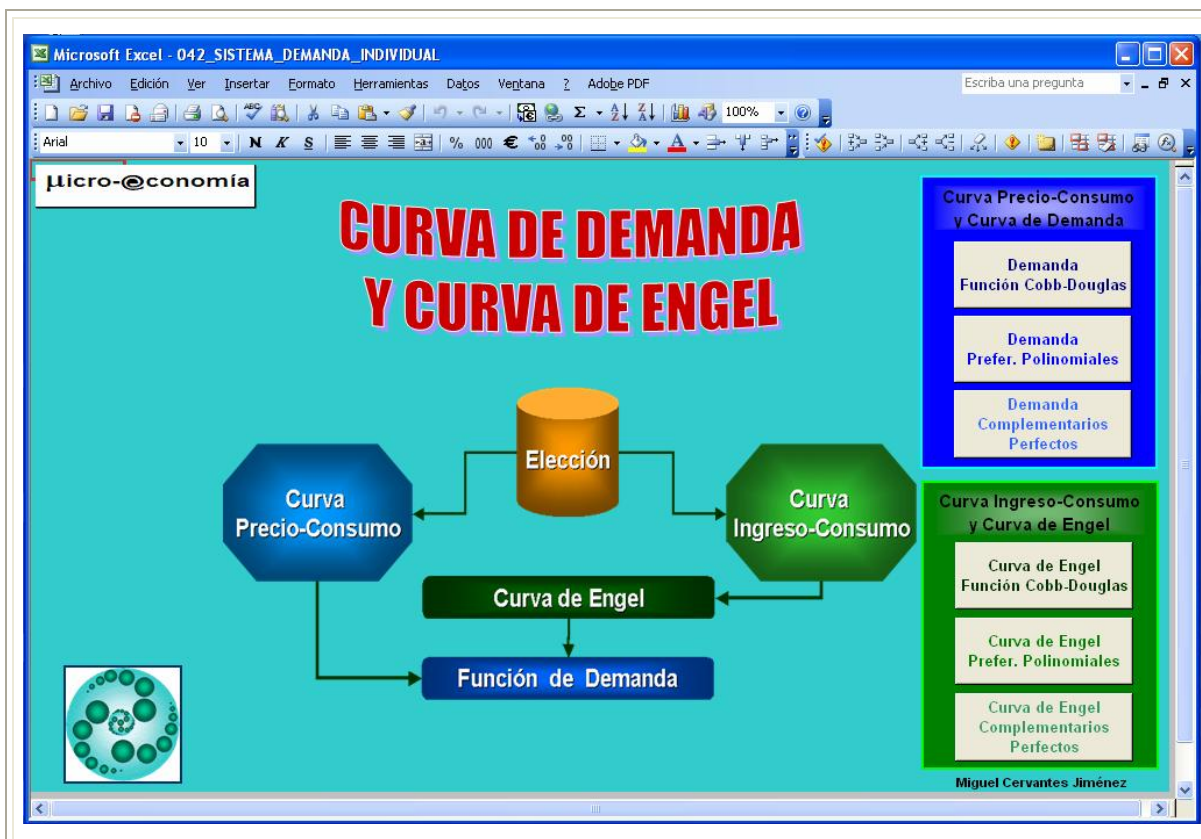 Microsoft Excel - 042_SISTEMA_DEMANDA_INDIVIDUAL
Archivo Edición Ver Insertar Formato Herramientas Datos Ventana ? Adobe PDF
Escriba una pregunta
100%
Arial 10 N K S % 000 €
μicro-@conomía
CURVA DE DEMANDA
Y CURVA DE ENGEL
Elección
Curva
Precio-Consumo
Curva
Ingreso-Consumo
Curva de Engel
Función de Demanda
Curva Precio-Consumo
y Curva de Demanda
Demanda
Función Cobb-Douglas
Demanda
Prefer. Polinomiales
Demanda
Complementarios
Perfectos
Curva Ingreso-Consumo
y Curva de Engel
Curva de Engel
Función Cobb-Douglas
Curva de Engel
Prefer. Polinomiales
Curva de Engel
Complementarios
Perfectos
Miguel Cervantes Jiménez